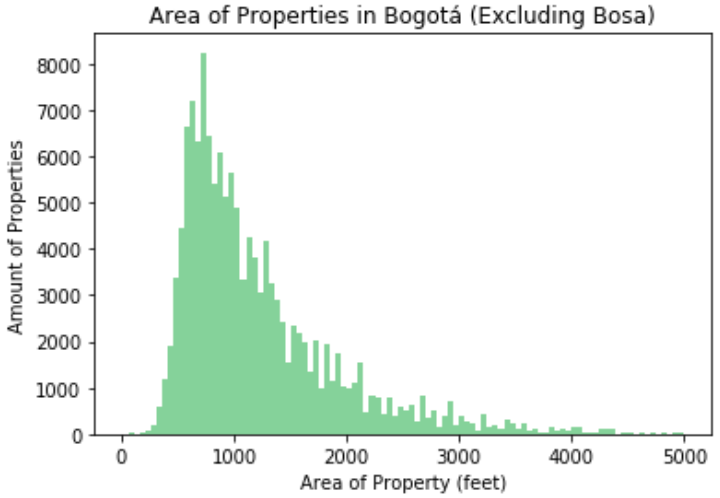 Area of Properties in Bogotá (Excluding Bosa)
Amount of Properties
8000
7000
6000
5000
4000
3000
2000
1000
0
0 1000 2000 3000 4000 5000
Area of Property (feet)